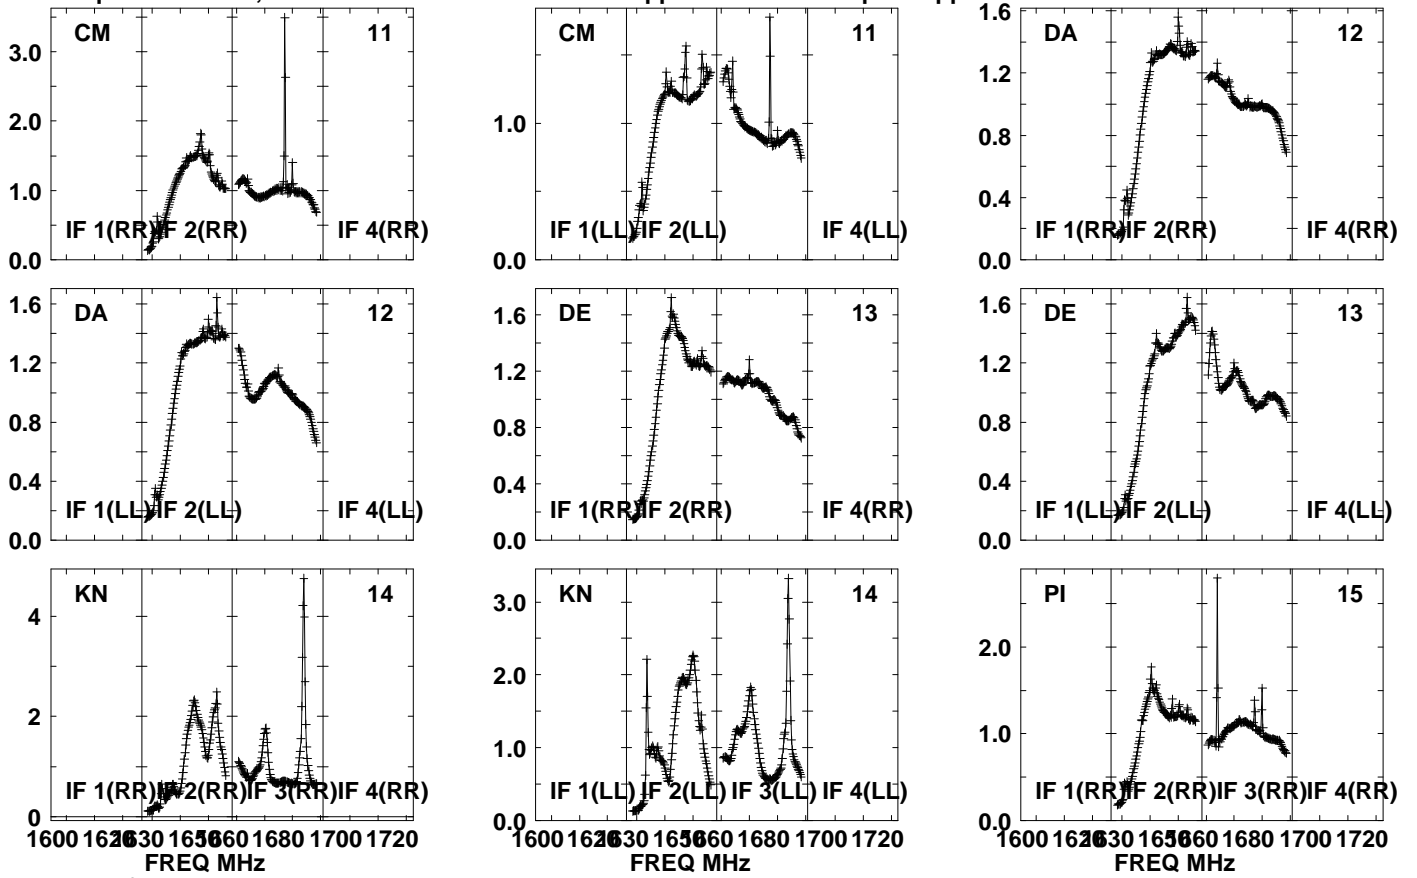 CM 11
3.0
2.0
1.0
0.0
IF 1(RR) IF 2(RR) IF 4(RR)
CM 11
1.0
0.0
IF 1(LL) IF 2(LL) IF 4(LL)
DA 12
1.6
1.2
0.8
0.4
0.0
IF 1(RR) IF 2(RR) IF 4(RR)
DA 12
1.6
1.2
0.8
0.4
0.0
IF 1(LL) IF 2(LL) IF 4(LL)
DE 13
1.6
1.2
0.8
0.4
0.0
IF 1(RR) IF 2(RR) IF 4(RR)
DE 13
1.6
1.2
0.8
0.4
0.0
IF 1(LL) IF 2(LL) IF 4(LL)
KN 14
4
2
0
IF 1(RR) IF 2(RR) IF 3(RR) IF 4(RR)
1600 1620 1630 1650 1660 1680 1700 1720
FREQ MHz
KN 14
3.0
2.0
1.0
0.0
IF 1(LL) IF 2(LL) IF 3(LL) IF 4(LL)
1600 1620 1630 1650 1660 1680 1700 1720
FREQ MHz
PI 15
2.0
1.0
0.0
IF 1(RR) IF 2(RR) IF 3(RR) IF 4(RR)
1600 1620 1630 1650 1660 1680 1700 1720
FREQ MHz